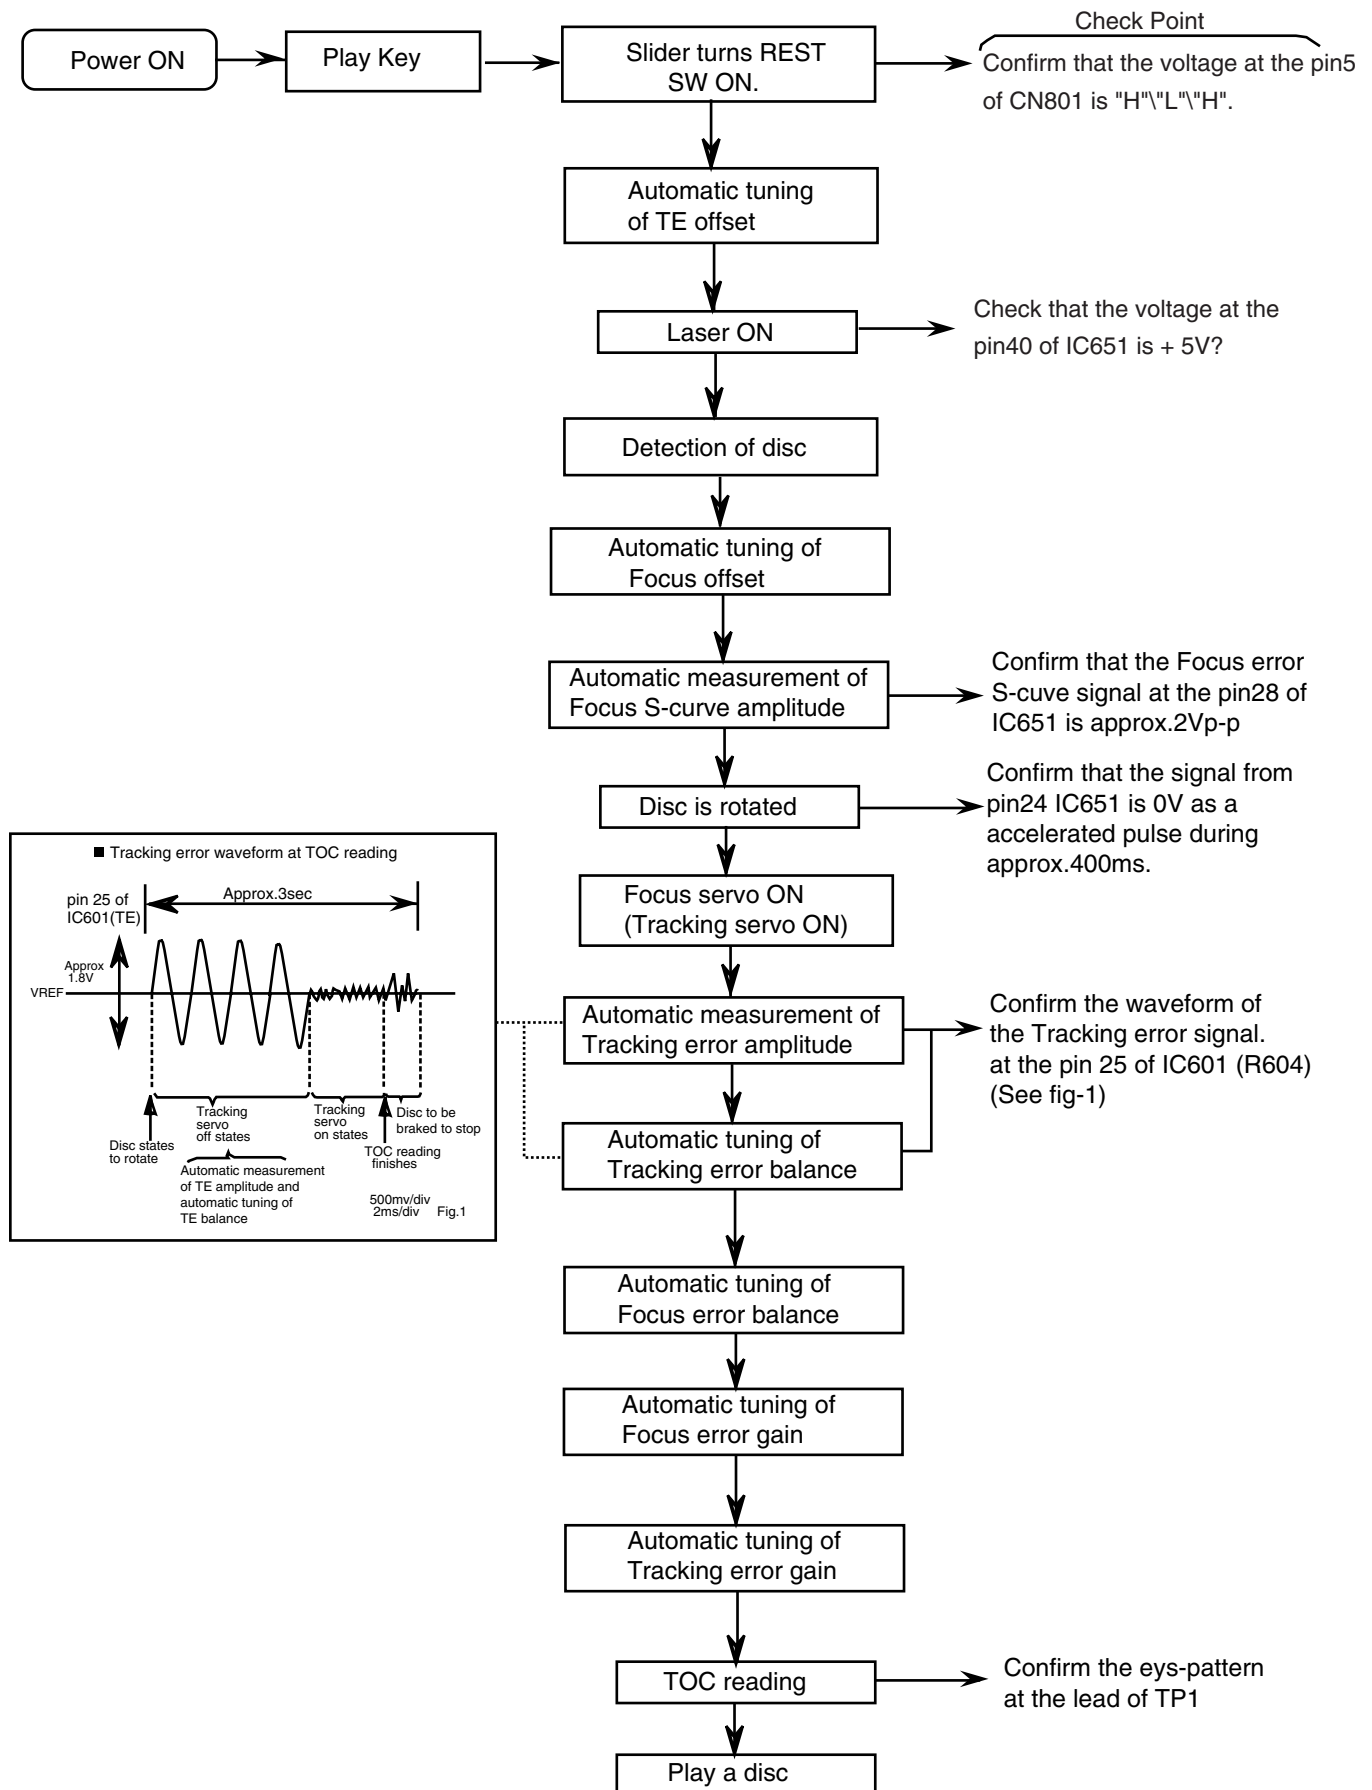 Check Point
Power ON
Play Key
Slider turns REST
SW ON.
Confirm that the voltage at the pin5
of CN801 is "H"\"L"\"H".
Automatic tuning
of TE offset
Laser ON
Check that the voltage at the
pin40 of IC651 is + 5V?
Detection of disc
Automatic tuning of
Focus offset
Automatic measurement of
Focus S-curve amplitude
Confirm that the Focus error
S-cuve signal at the pin28 of
IC651 is approx.2Vp-p
Disc is rotated
Confirm that the signal from
pin24 IC651 is 0V as a
accelerated pulse during
approx.400ms.
Focus servo ON
(Tracking servo ON)
■ Tracking error waveform at TOC reading
pin 25 of
IC601(TE)
Approx.3sec
Approx
1.8V
VREF
Tracking
servo
off states
Tracking
servo
on states
Disc to be
braked to stop
Disc states
to rotate
TOC reading
finishes
Automatic measurement
of TE amplitude and
automatic tuning of
TE balance
500mv/div
2ms/div
Fig.1
Automatic measurement of
Tracking error amplitude
Confirm the waveform of
the Tracking error signal.
at the pin 25 of IC601 (R604)
(See fig-1)
Automatic tuning of
Tracking error balance
Automatic tuning of
Focus error balance
Automatic tuning of
Focus error gain
Automatic tuning of
Tracking error gain
TOC reading
Confirm the eys-pattern
at the lead of TP1
Play a disc